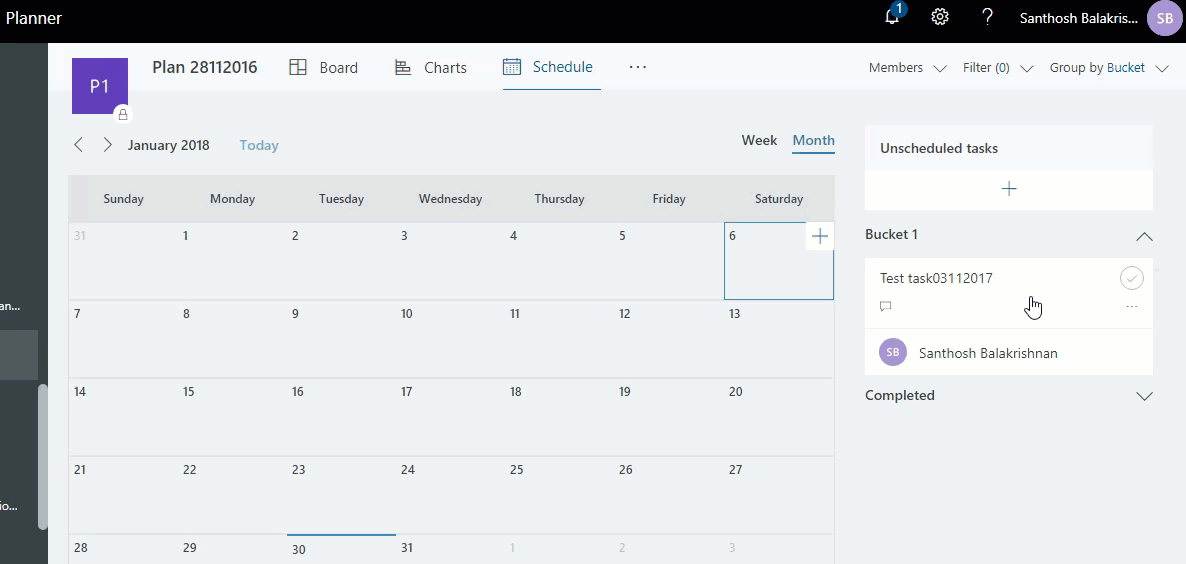 Planner
1
?
Santhosh Balakris...
SB
P1
Plan 28112016
Board
Charts
Schedule
...
Members
Filter (0)
Group by Bucket
January 2018
Today
Week
Month
Sunday Monday Tuesday Wednesday Thursday Friday Saturday
31 1 2 3 4 5 6
7 8 9 10 11 12 13
14 15 16 17 18 19 20
21 22 23 24 25 26 27
28 29 30 31 1 2 3
Unscheduled tasks
Bucket 1
Test task03112017
...
SB Santhosh Balakrishnan
Completed
an...
io...